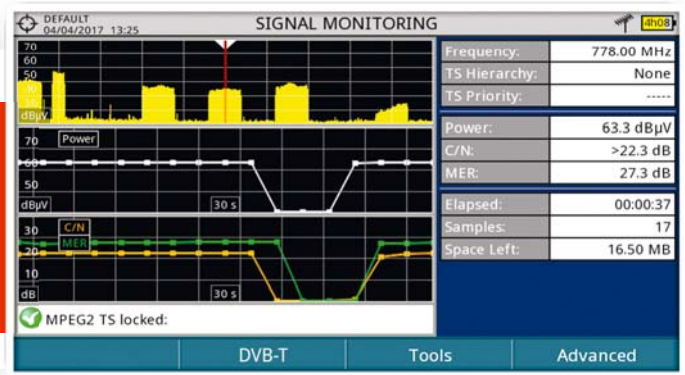 DEFAULT
04/04/2017 13:25
SIGNAL MONITORING
4h08
70
60
50
dBµV
70
Power
60
50
dBµV
30 s
30
C/N
MER
20
10
dB
30 s
MPEG2 TS locked:
Frequency: 778.00 MHz
TS Hierarchy: None
TS Priority: -----
Power: 63.3 dBµV
C/N: >22.3 dB
MER: 27.3 dB
Elapsed: 00:00:37
Samples: 17
Space Left: 16.50 MB
DVB-T
Tools
Advanced